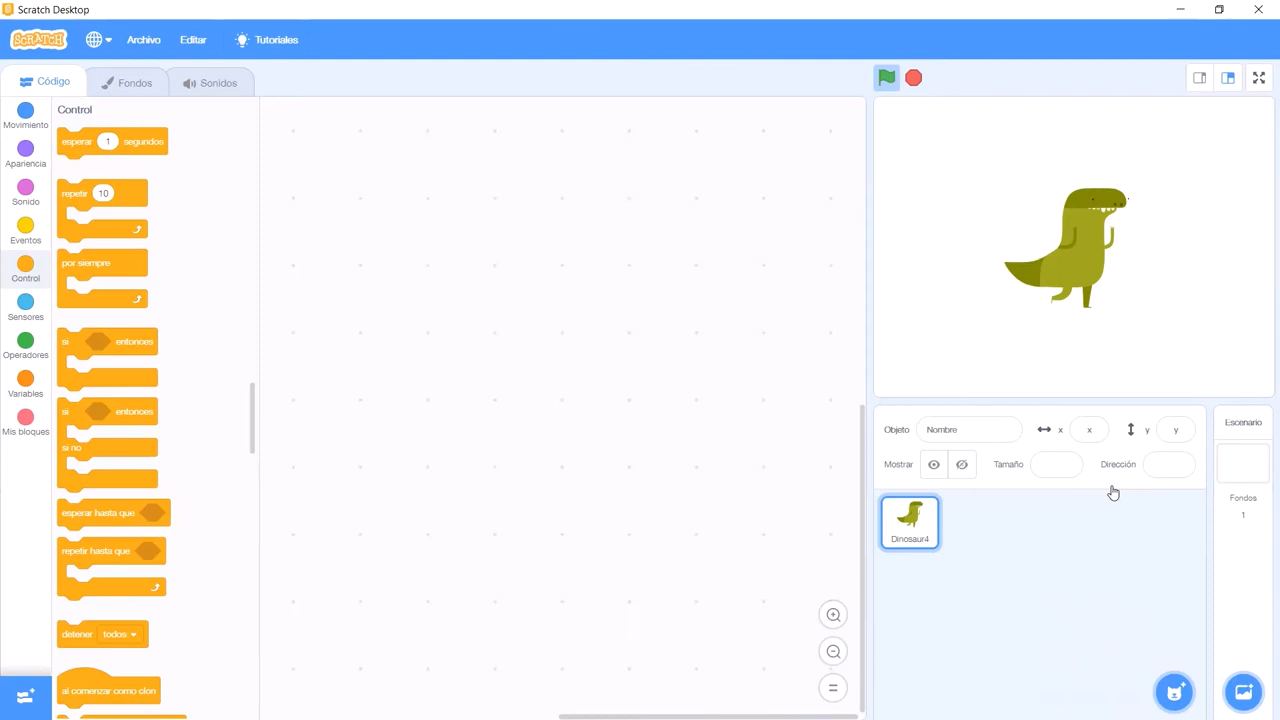 Scratch Desktop
SCRATCH
Archivo
Editar
Tutoriales
Código
Fondos
Sonidos
Movimiento
Apariencia
Sonido
Eventos
Control
Sensores
Operadores
Variables
Mis bloques
Control
esperar 1 segundos
repetir 10
por siempre
si entonces
si entonces
si no
esperar hasta que
repetir hasta que
detener todos
al comenzar como clon
Objeto Nombre x x y y
Mostrar Tamaño Dirección
Dinosaur4
Escenario
Fondos
1